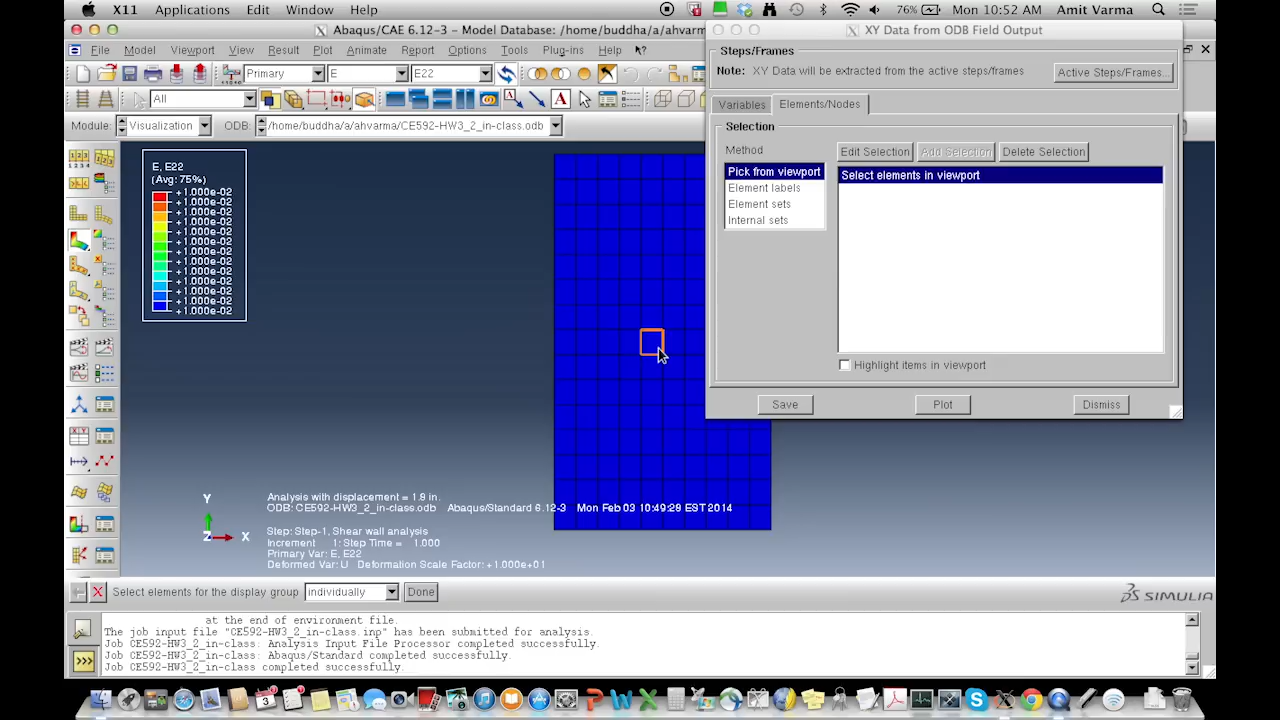 X11 Applications Edit Window Help
76% Mon 10:52 AM Amit Varma
Abaqus/CAE 6.12-3 - Model Database: /home/buddha/a/ahvarm
File Model Viewport View Result Plot Animate Report Options Tools Plug-ins Help
Primary E E22
All
Module: Visualization ODB: /home/buddha/a/ahvarma/CE592-HW3_2_in-class.odb
XY Data from ODB Field Output
Steps/Frames
Note: XY Data will be extracted from the active steps/frames
Active Steps/Frames...
Variables Elements/Nodes
Selection
Method
Edit Selection Add Selection Delete Selection
Pick from viewport
Element labels
Element sets
Internal sets
Select elements in viewport
Highlight items in viewport
Save Plot Dismiss
E, E22
(Avg: 75%)
+1.000e-02
+1.000e-02
+1.000e-02
+1.000e-02
+1.000e-02
+1.000e-02
+1.000e-02
+1.000e-02
+1.000e-02
+1.000e-02
+1.000e-02
+1.000e-02
+1.000e-02
Y
Z X
Analysis with displacement = 1.8 in.
ODB: CE592-HW3_2_in-class.odb Abaqus/Standard 6.12-3 Mon Feb 03 10:49:28 EST 2014
Step: Step-1, Shear wall analysis
Increment 1: Step Time = 1.000
Primary Var: E, E22
Deformed Var: U Deformation Scale Factor: +1.000e+01
Select elements for the display group individually Done
SIMULIA
at the end of environment file.
The job input file "CE592-HW3_2_in-class.inp" has been submitted for analysis.
Job CE592-HW3_2_in-class: Analysis Input File Processor completed successfully.
Job CE592-HW3_2_in-class: Abaqus/Standard completed successfully.
Job CE592-HW3_2_in-class completed successfully.